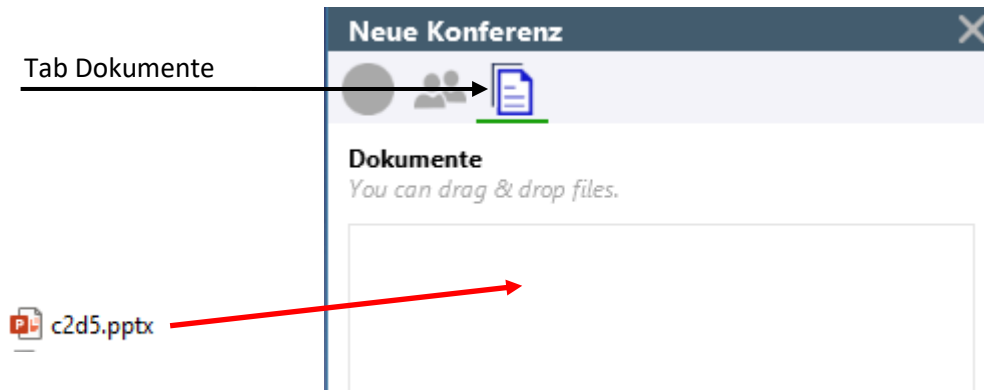 Neue Konferenz
Tab Dokumente
Dokumente
You can drag & drop files.
c2d5.pptx